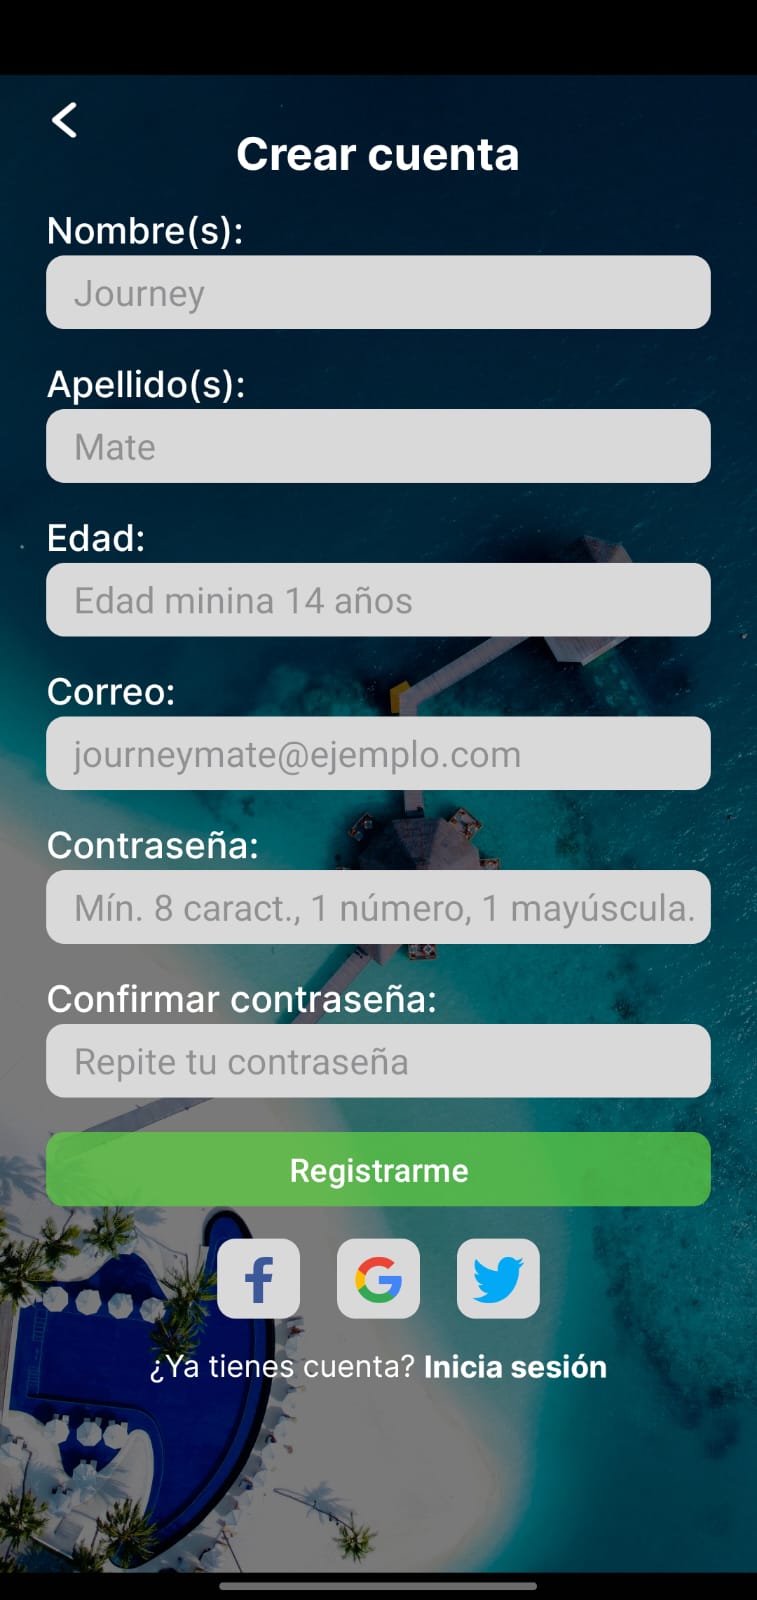 Crear cuenta
Nombre(s):
Journey
Apellido(s):
Mate
Edad:
Edad minina 14 años
Correo:
journeymate@ejemplo.com
Contraseña:
Mín. 8 caract., 1 número, 1 mayúscula.
Confirmar contraseña:
Repite tu contraseña
Registrarme
¿Ya tienes cuenta? Inicia sesión